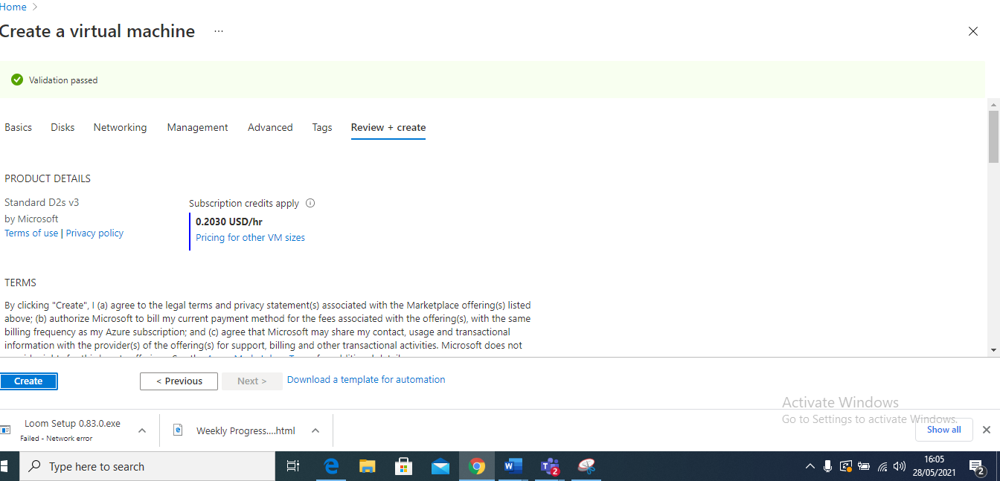 Home >
Create a virtual machine ...
Validation passed
Basics Disks Networking Management Advanced Tags Review + create
PRODUCT DETAILS
Standard D2s v3
by Microsoft
Terms of use | Privacy policy
Subscription credits apply
0.2030 USD/hr
Pricing for other VM sizes
TERMS
By clicking "Create", I (a) agree to the legal terms and privacy statement(s) associated with the Marketplace offering(s) listed
above; (b) authorize Microsoft to bill my current payment method for the fees associated with the offering(s), with the same
billing frequency as my Azure subscription; and (c) agree that Microsoft may share my contact, usage and transactional
information with the provider(s) of the offering(s) for support, billing and other transactional activities. Microsoft does not
Create < Previous Next > Download a template for automation
Activate Windows
Go to Settings to activate Windows.
Loom Setup 0.83.0.exe
Failed - Network error
Weekly Progress....html
Show all
Type here to search
2
16:05
28/05/2021
2